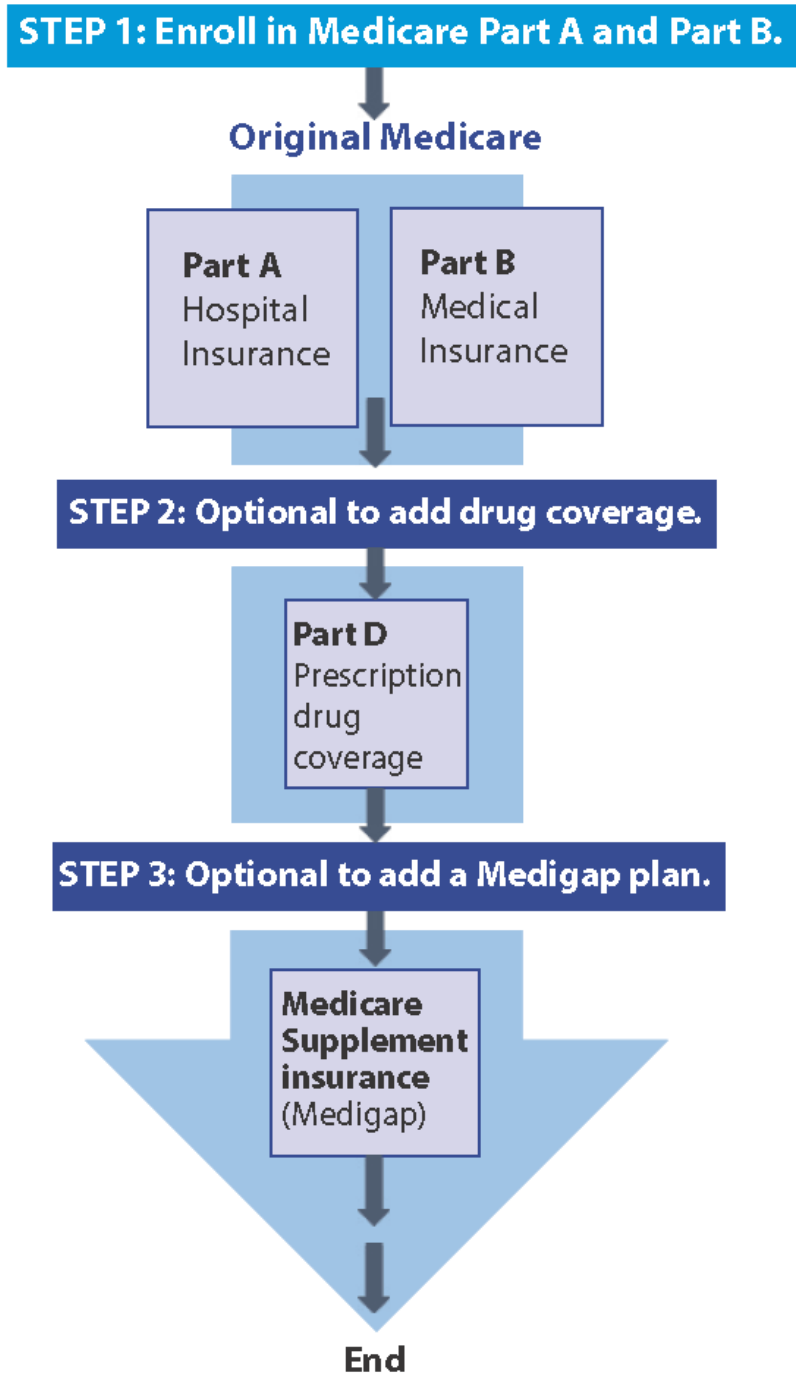 STEP 1: Enroll in Medicare Part A and Part B.
Original Medicare
Part A
Hospital
Insurance
Part B
Medical
Insurance
STEP 2: Optional to add drug coverage.
Part D
Prescription
drug
coverage
STEP 3: Optional to add a Medigap plan.
Medicare
Supplement
insurance
(Medigap)
End